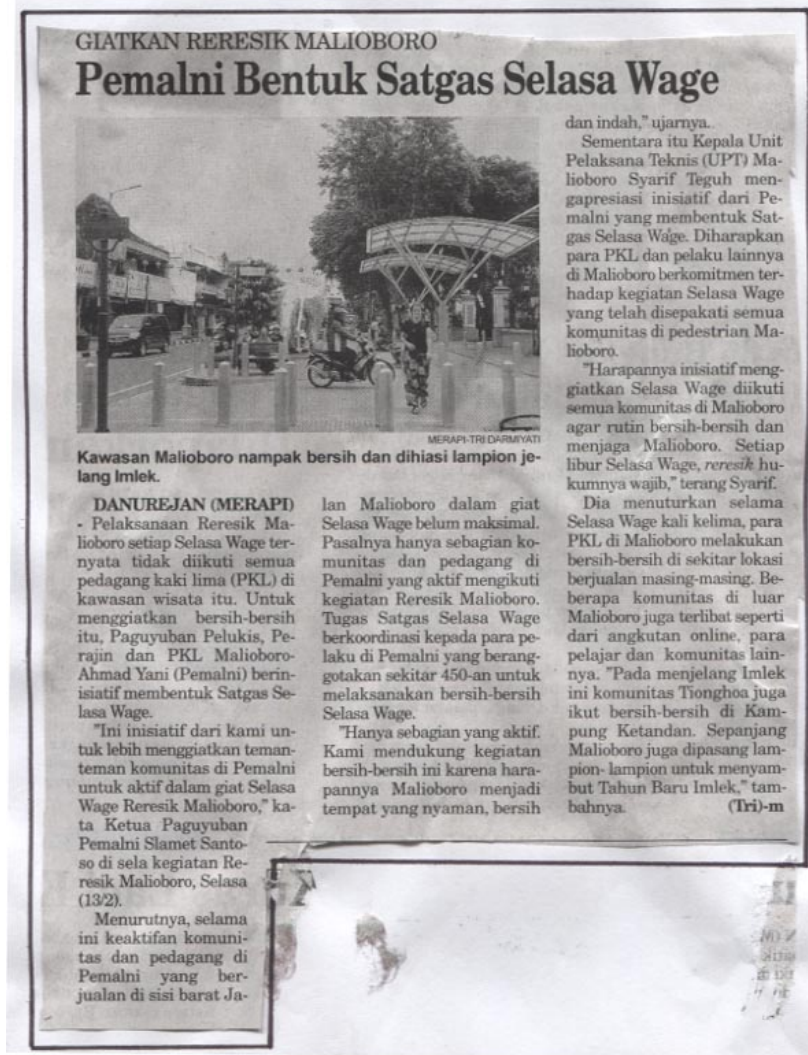 GIATKAN RERESIK MALIOBORO
Pemalni Bentuk Satgas Selasa Wage
MERAPI-TRI DARMIYATI
Kawasan Malioboro nampak bersih dan dihiasi lampion je-
lang Imlek.
DANUREJAN (MERAPI)
- Pelaksanaan Reresik Ma-
lioboro setiap Selasa Wage ter-
nyata tidak diikuti semua
pedagang kaki lima (PKL) di
kawasan wisata itu. Untuk
menggiatkan bersih-bersih
itu, Paguyuban Pelukis, Pe-
rajin dan PKL Malioboro-
Ahmad Yani (Pemalni) berin-
isiatif membentuk Satgas Se-
lasa Wage.
"Ini inisiatif dari kami un-
tuk lebih menggiatkan teman-
teman komunitas di Pemalni
untuk aktif dalam giat Selasa
Wage Reresik Malioboro," ka-
ta Ketua Paguyuban
Pemalni Slamet Santo-
so di sela kegiatan Re-
resik Malioboro, Selasa
(13/2).
Menurutnya, selama
ini keaktifan komuni-
tas dan pedagang di
Pemalni yang ber-
jualan di sisi barat Ja-
lan Malioboro dalam giat
Selasa Wage belum maksimal.
Pasalnya hanya sebagian ko-
munitas dan pedagang di
Pemalni yang aktif mengikuti
kegiatan Reresik Malioboro.
Tugas Satgas Selasa Wage
berkoordinasi kepada para pe-
laku di Pemalni yang berang-
gotakan sekitar 450-an untuk
melaksanakan bersih-bersih
Selasa Wage.
"Hanya sebagian yang aktif.
Kami mendukung kegiatan
bersih-bersih ini karena hara-
pannya Malioboro menjadi
tempat yang nyaman, bersih
dan indah," ujarnya.
Sementara itu Kepala Unit
Pelaksana Teknis (UPT) Ma-
lioboro Syarif Teguh men-
gapresiasi inisiatif dari Pe-
malni yang membentuk Sat-
gas Selasa Wage. Diharapkan
para PKL dan pelaku lainnya
di Malioboro berkomitmen ter-
hadap kegiatan Selasa Wage
yang telah disepakati semua
komunitas di pedestrian Ma-
lioboro.
"Harapannya inisiatif meng-
giatkan Selasa Wage diikuti
semua komunitas di Malioboro
agar rutin bersih-bersih dan
menjaga Malioboro. Setiap
libur Selasa Wage, reresik hu-
kumnya wajib," terang Syarif.
Dia menuturkan selama
Selasa Wage kali kelima, para
PKL di Malioboro melakukan
bersih-bersih di sekitar lokasi
berjualan masing-masing. Be-
berapa komunitas di luar
Malioboro juga terlibat seperti
dari angkutan online, para
pelajar dan komunitas lain-
nya. "Pada menjelang Imlek
ini komunitas Tionghoa juga
ikut bersih-bersih di Kam-
pung Ketandan. Sepanjang
Malioboro juga dipasang lam-
pion- lampion untuk menyam-
but Tahun Baru Imlek," tam-
bahnya. (Tri)-m